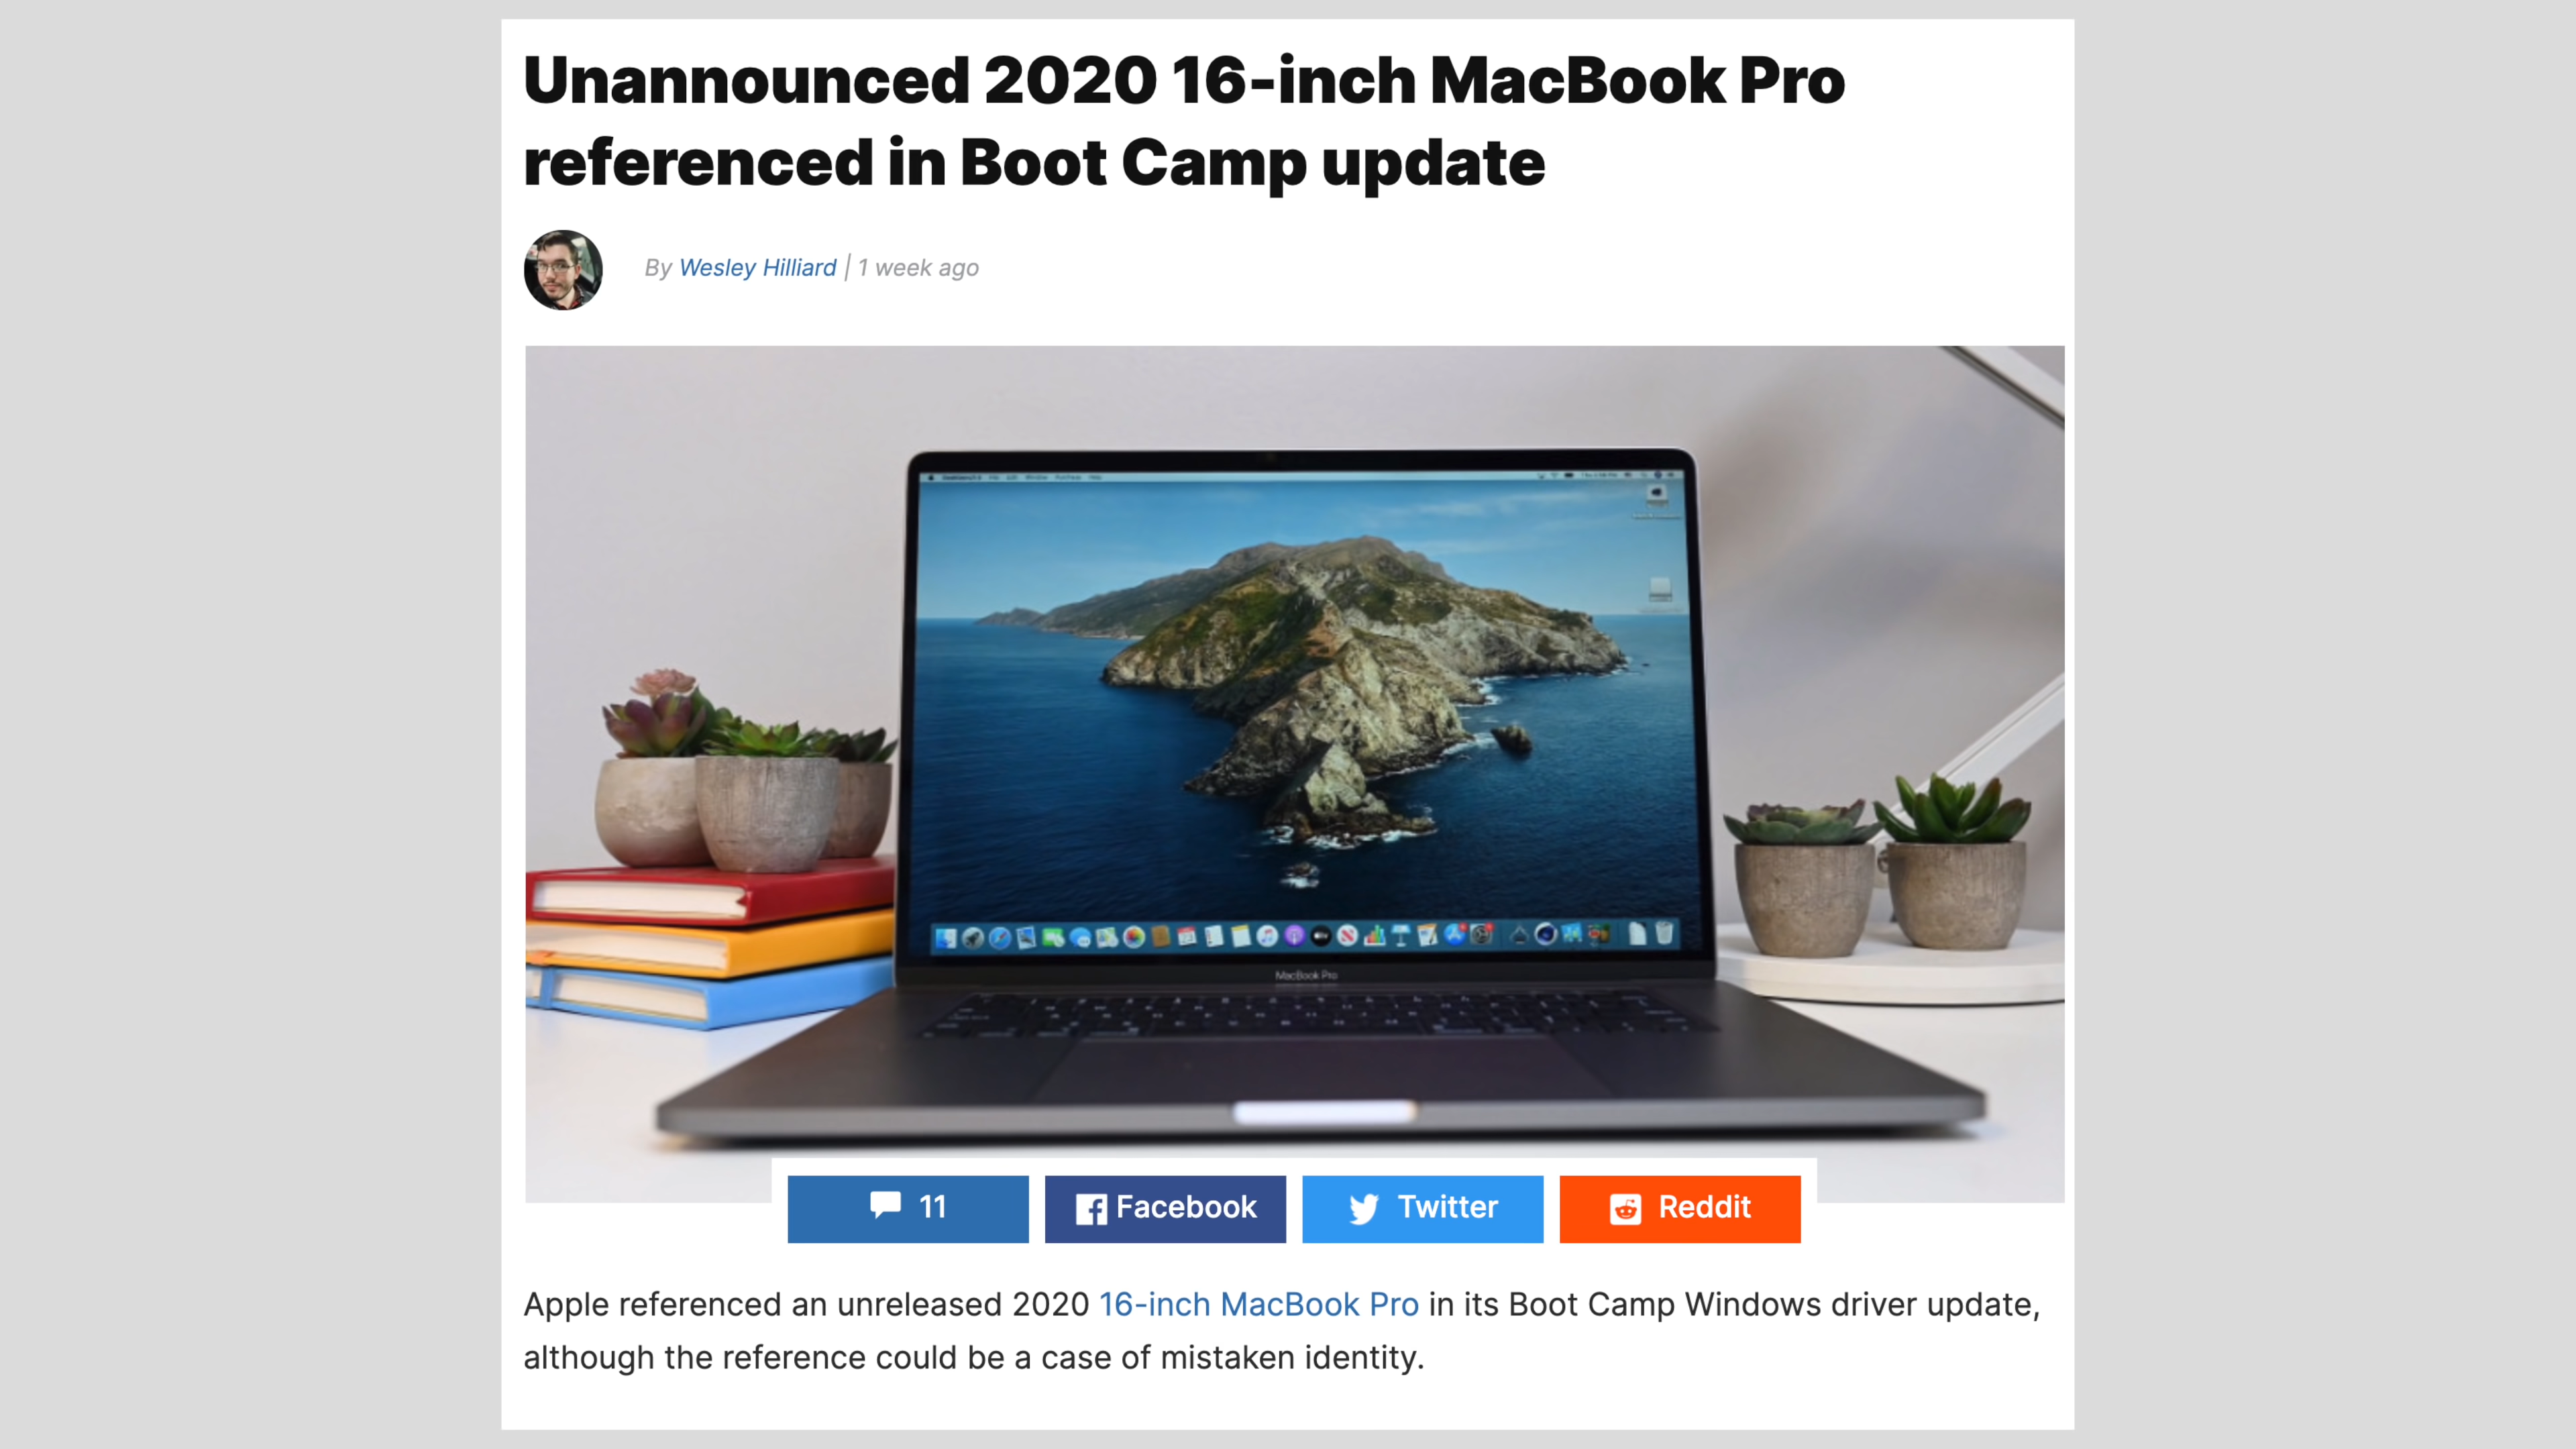 Unannounced 2020 16-inch MacBook Pro
referenced in Boot Camp update
By Wesley Hilliard | 1 week ago
MacBook Pro
11
Facebook
Twitter
Reddit
Apple referenced an unreleased 2020 16-inch MacBook Pro in its Boot Camp Windows driver update,
although the reference could be a case of mistaken identity.